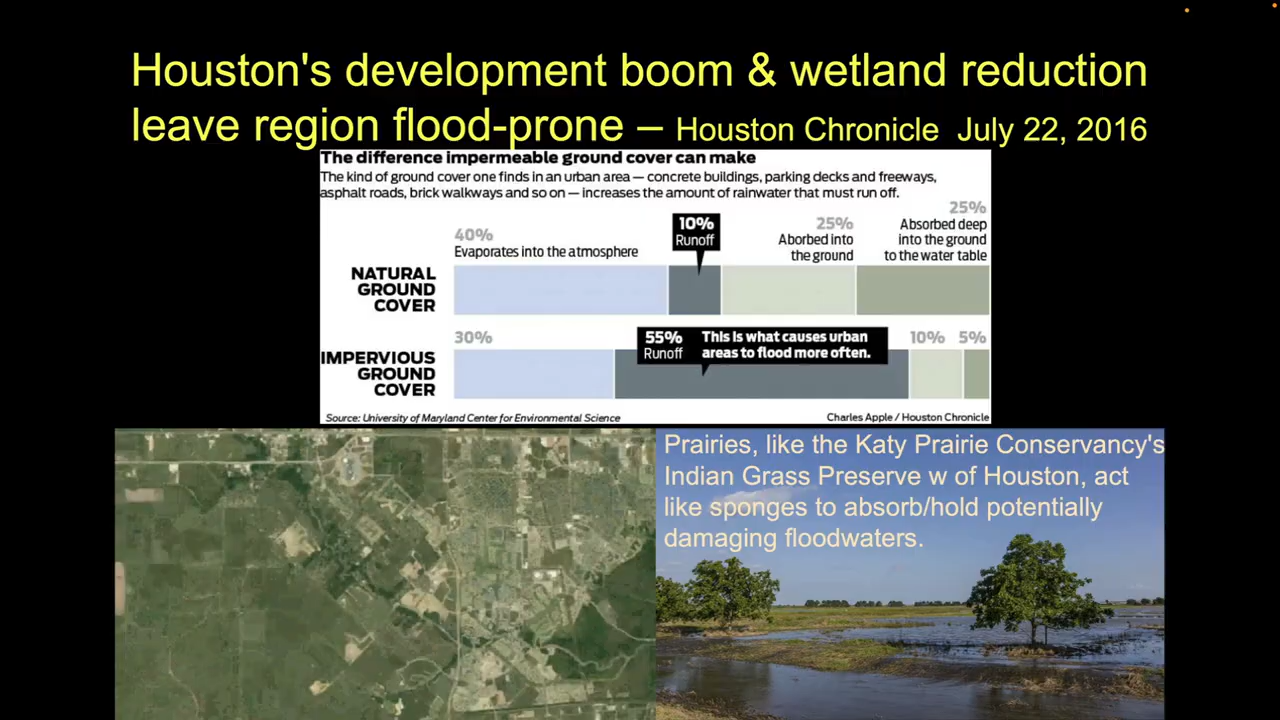 Houston's development boom & wetland reduction
leave region flood-prone – Houston Chronicle July 22, 2016
The difference impermeable ground cover can make
The kind of ground cover one finds in an urban area — concrete buildings, parking decks and freeways,
asphalt roads, brick walkways and so on — increases the amount of rainwater that must run off.
40%
Evaporates into the atmosphere
10%
Runoff
25%
Aborbed into
the ground
25%
Absorbed deep
into the ground
to the water table
NATURAL
GROUND
COVER
30%
55%
Runoff
This is what causes urban
areas to flood more often.
10%
5%
IMPERVIOUS
GROUND
COVER
Source: University of Maryland Center for Environmental Science
Charles Apple / Houston Chronicle
Prairies, like the Katy Prairie Conservancy's
Indian Grass Preserve w of Houston, act
like sponges to absorb/hold potentially
damaging floodwaters.